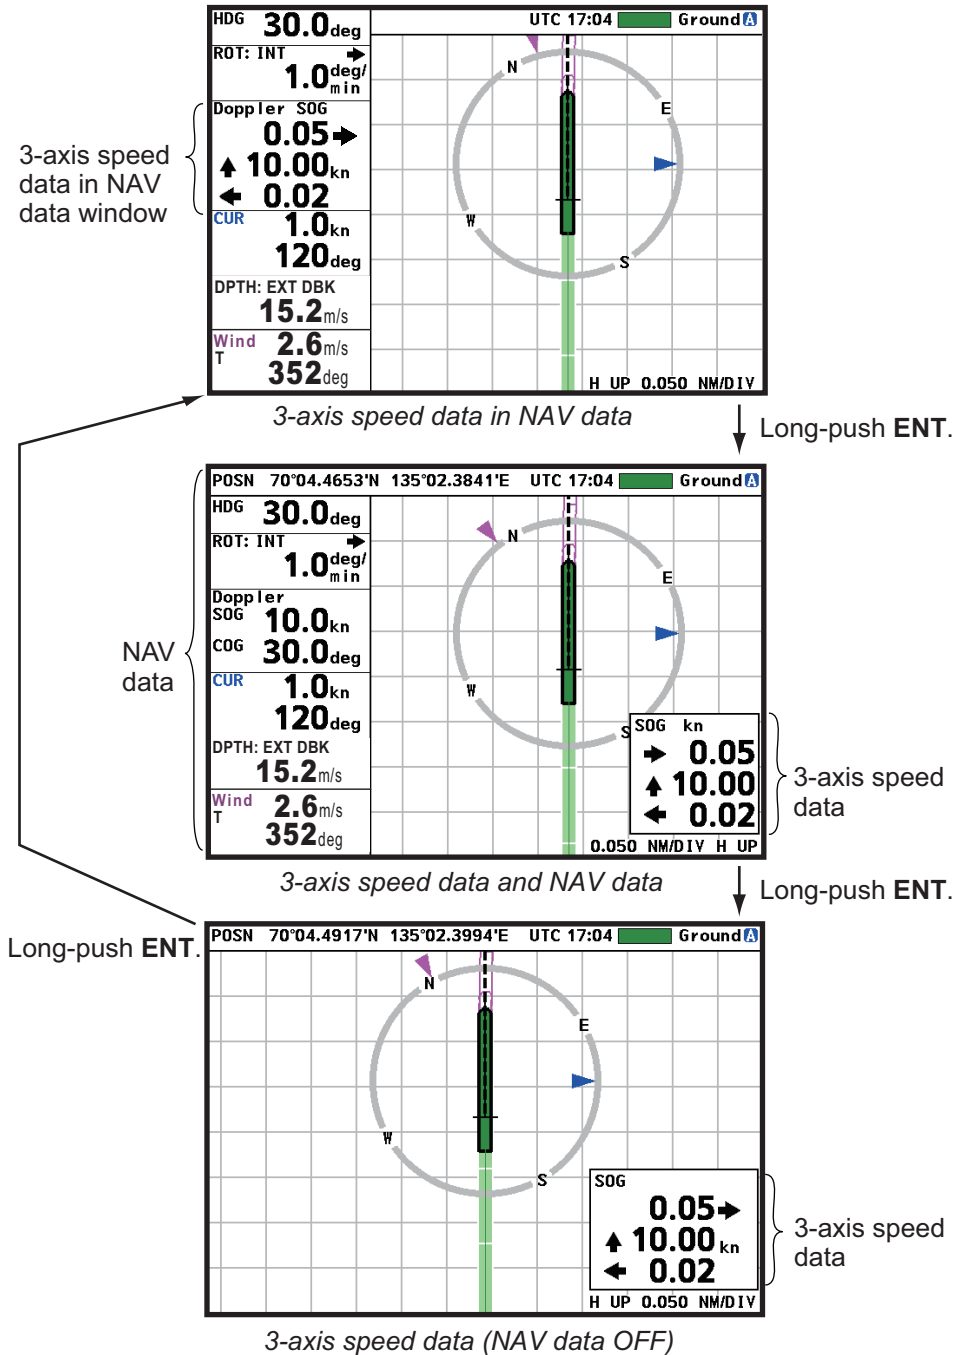 HDG 30.0deg
UTC 17:04 Ground A
ROT: INT
1.0deg/min
Doppler SOG
0.05
10.00kn
0.02
CUR 1.0kn
120deg
DPTH: EXT DBK
15.2m/s
Wind 2.6m/s
T
352deg
N
E
W
S
H UP 0.050 NM/DIV
3-axis speed
data in NAV
data window
3-axis speed data in NAV data
Long-push ENT.
POSN 70°04.4653'N 135°02.3841'E UTC 17:04 Ground A
HDG 30.0deg
ROT: INT
1.0deg/min
Doppler
SOG 10.0kn
COG 30.0deg
CUR 1.0kn
120deg
DPTH: EXT DBK
15.2m/s
Wind 2.6m/s
T
352deg
N
E
W
S
SOG kn
0.05
10.00
0.02
0.050 NM/DIV H UP
NAV
data
3-axis speed
data
3-axis speed data and NAV data
Long-push ENT.
Long-push ENT.
POSN 70°04.4917'N 135°02.3994'E UTC 17:04 Ground A
N
E
W
S
SOG
0.05
10.00kn
0.02
H UP 0.050 NM/DIV
3-axis speed
data
3-axis speed data (NAV data OFF)